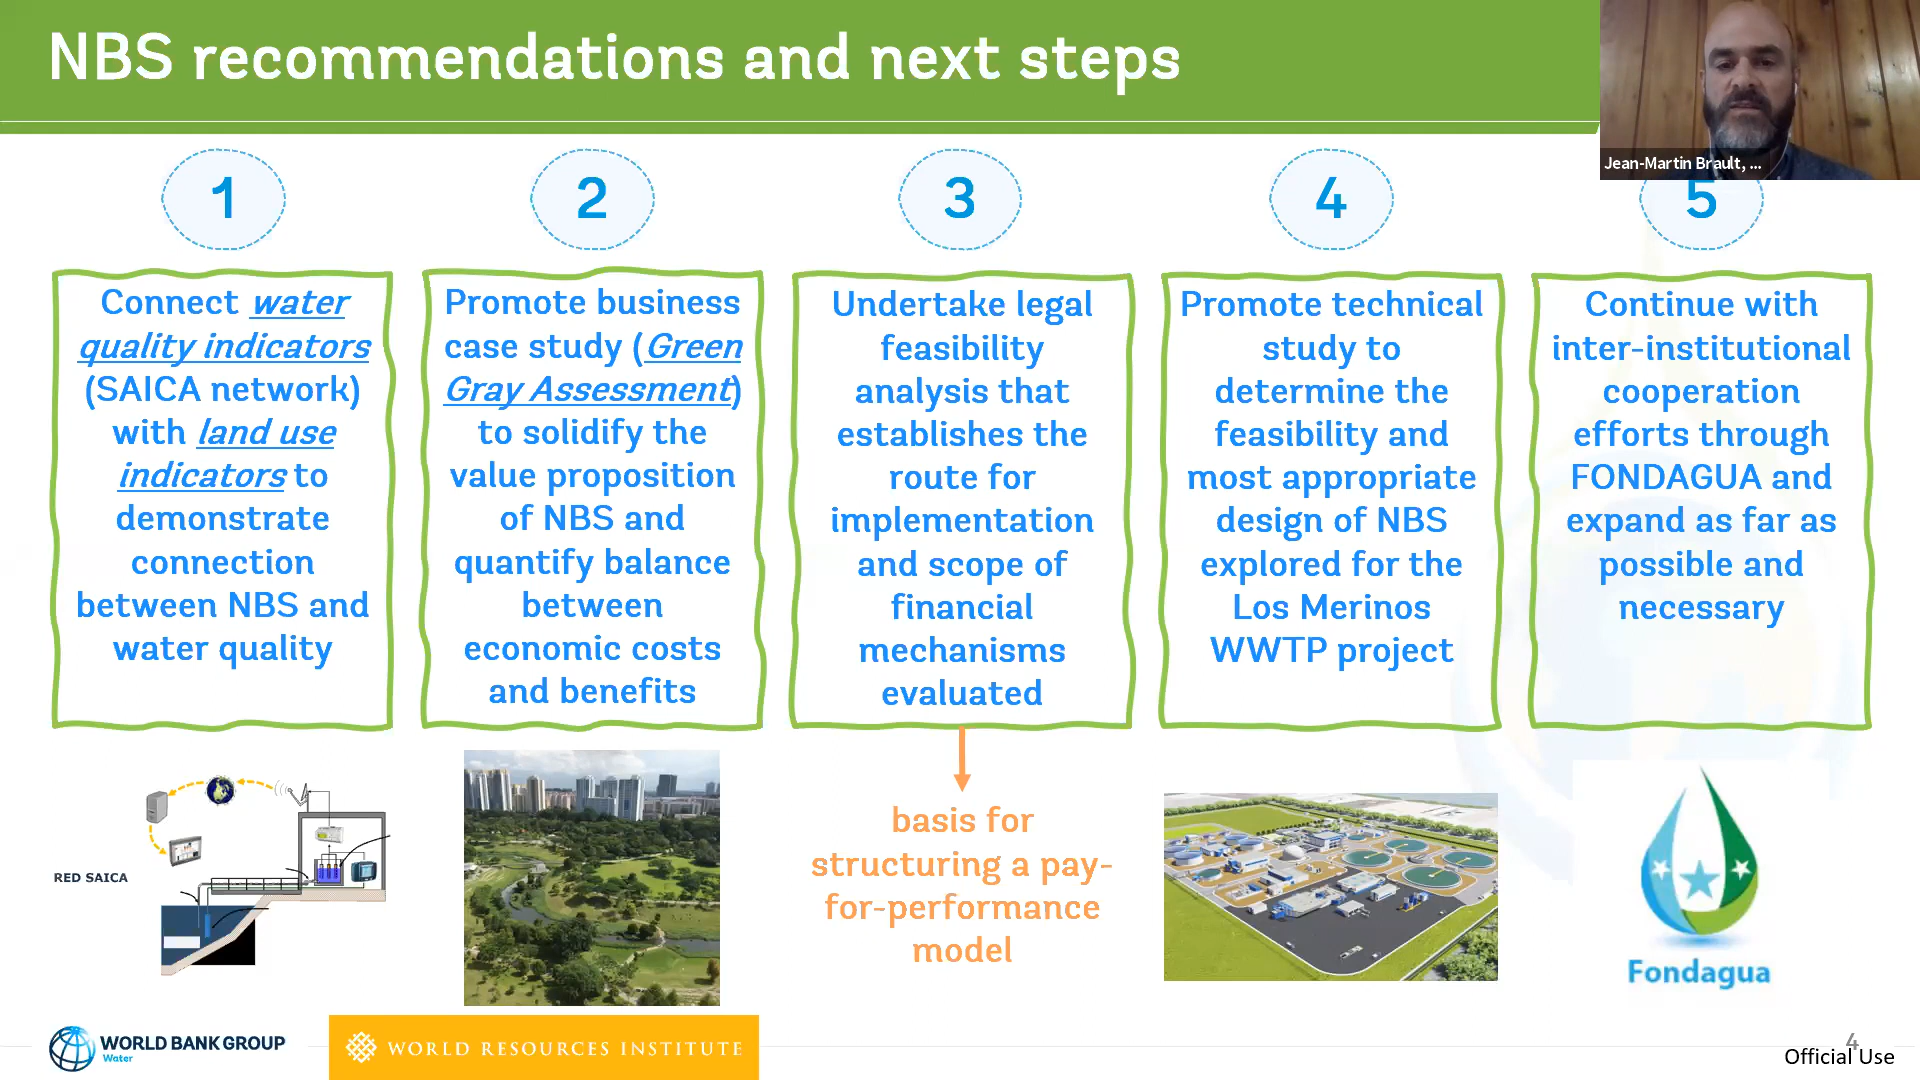 NBS recommendations and next steps
Jean-Martin Brault, ...
1
2
3
4
5
Connect water
quality indicators
(SAICA network)
with land use
indicators to
demonstrate
connection
between NBS and
water quality
Promote business
case study (Green
Gray Assessment)
to solidify the
value proposition
of NBS and
quantify balance
between
economic costs
and benefits
Undertake legal
feasibility
analysis that
establishes the
route for
implementation
and scope of
financial
mechanisms
evaluated
Promote technical
study to
determine the
feasibility and
most appropriate
design of NBS
explored for the
Los Merinos
WWTP project
Continue with
inter-institutional
cooperation
efforts through
FONDAGUA and
expand as far as
possible and
necessary
RED SAICA
basis for
structuring a pay-
for-performance
model
Fondagua
WORLD BANK GROUP
Water
WORLD RESOURCES INSTITUTE
4
Official Use